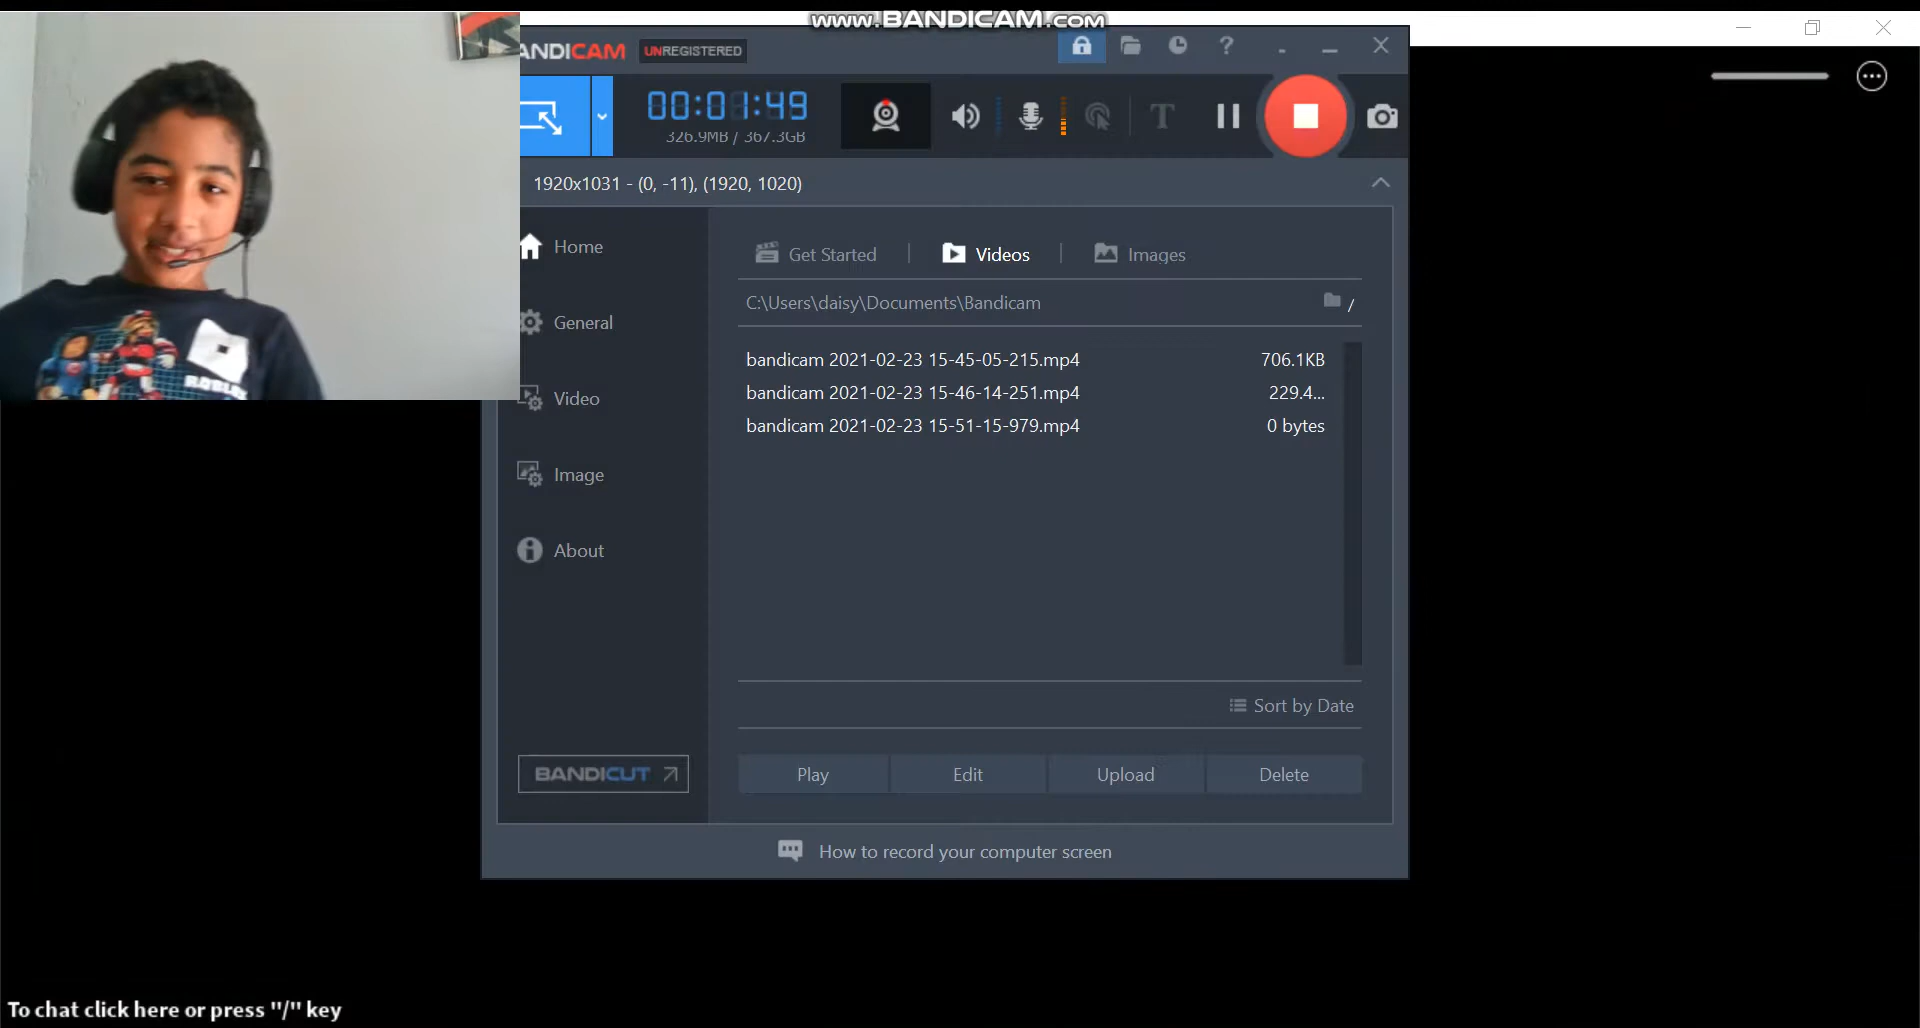 www.BANDICAM.com
ANDICAM UNREGISTERED
00:01:49
326.9MB / 367.3GB
1920x1031 - (0, -11), (1920, 1020)
Home
General
Video
Image
About
BANDICUT
Get Started
Videos
Images
C:\Users\daisy\Documents\Bandicam
/
bandicam 2021-02-23 15-45-05-215.mp4 706.1KB
bandicam 2021-02-23 15-46-14-251.mp4 229.4...
bandicam 2021-02-23 15-51-15-979.mp4 0 bytes
Sort by Date
Play Edit Upload Delete
How to record your computer screen
ROBLOX
To chat click here or press "/" key